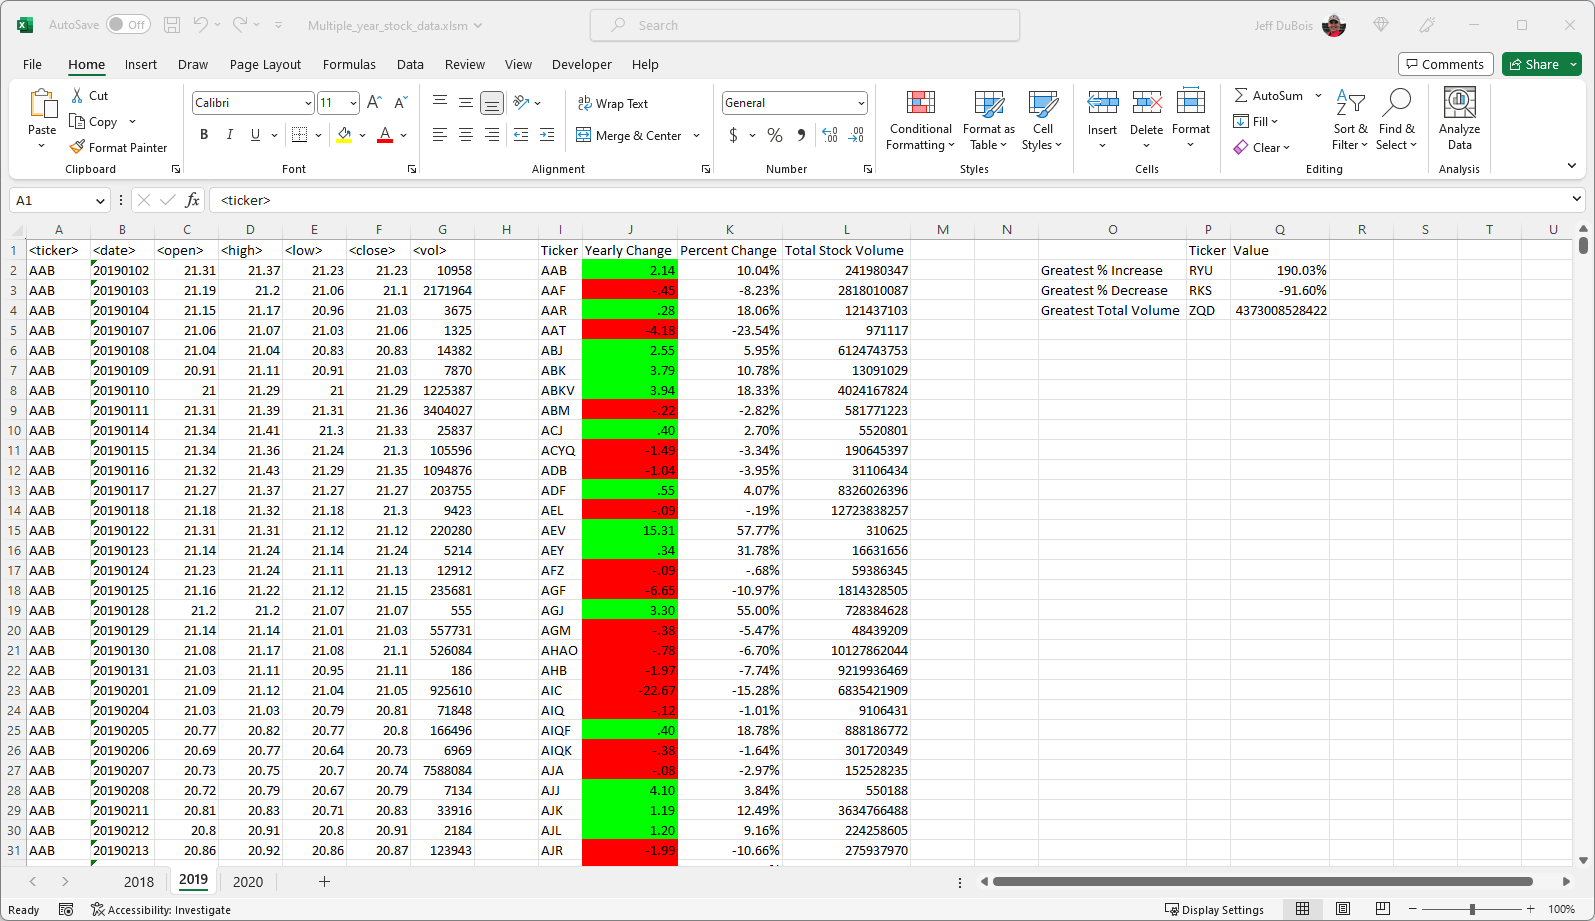 AutoSave Off Multiple_year_stock_data.xlsm Search Jeff DuBois
File Home Insert Draw Page Layout Formulas Data Review View Developer Help Comments Share
Paste Cut Copy Format Painter Clipboard
Calibri 11 A A B I U A Font
ab Wrap Text Merge & Center Alignment
General $ % Number
Conditional Formatting Format as Table Cell Styles Styles
Insert Delete Format Cells
AutoSum Fill Clear Sort & Filter Find & Select Editing
Analyze Data Analysis
A1 fx <ticker>
A B C D E F G H I J K L M N O P Q R S T U
1 <ticker> <date> <open> <high> <low> <close> <vol> Ticker Yearly Change Percent Change Total Stock Volume Ticker Value
2 AAB 20190102 21.31 21.37 21.23 21.23 10958 AAB 2.14 10.04% 241980347 Greatest % Increase RYU 190.03%
3 AAB 20190103 21.19 21.2 21.06 21.1 2171964 AAF -.45 -8.23% 2818010087 Greatest % Decrease RKS -91.60%
4 AAB 20190104 21.15 21.17 20.96 21.03 3675 AAR .28 18.06% 121437103 Greatest Total Volume ZQD 4373008528422
5 AAB 20190107 21.06 21.07 21.03 21.06 1325 AAT -4.18 -23.54% 971117
6 AAB 20190108 21.04 21.04 20.83 20.83 14382 ABJ 2.55 5.95% 6124743753
7 AAB 20190109 20.91 21.11 20.91 21.03 7870 ABK 3.79 10.78% 13091029
8 AAB 20190110 21 21.29 21 21.29 1225387 ABKV 3.94 18.33% 4024167824
9 AAB 20190111 21.31 21.39 21.31 21.36 3404027 ABM -.22 -2.82% 581771223
10 AAB 20190114 21.34 21.41 21.3 21.33 25837 ACJ .40 2.70% 5520801
11 AAB 20190115 21.34 21.36 21.24 21.3 105596 ACYQ -1.49 -3.34% 190645397
12 AAB 20190116 21.32 21.43 21.29 21.35 1094876 ADB -1.04 -3.95% 31106434
13 AAB 20190117 21.27 21.37 21.27 21.27 203755 ADF .55 4.07% 8326026396
14 AAB 20190118 21.18 21.32 21.18 21.3 9423 AEL -.09 -.19% 12723838257
15 AAB 20190122 21.31 21.31 21.12 21.12 220280 AEV 15.31 57.77% 310625
16 AAB 20190123 21.14 21.24 21.14 21.24 5214 AEY .34 31.78% 16631656
17 AAB 20190124 21.23 21.24 21.11 21.13 12912 AFZ -.09 -.68% 59386345
18 AAB 20190125 21.16 21.22 21.12 21.15 235681 AGF -6.65 -10.97% 1814328505
19 AAB 20190128 21.2 21.2 21.07 21.07 555 AGJ 3.30 55.00% 728384628
20 AAB 20190129 21.14 21.14 21.01 21.03 557731 AGM -.38 -5.47% 48439209
21 AAB 20190130 21.08 21.17 21.08 21.1 526084 AHAO -.78 -6.70% 10127862044
22 AAB 20190131 21.03 21.11 20.95 21.11 186 AHB -1.97 -7.74% 9219936469
23 AAB 20190201 21.09 21.12 21.04 21.05 925610 AIC -22.67 -15.28% 6835421909
24 AAB 20190204 21.03 21.03 20.79 20.81 71848 AIQ -.12 -1.01% 9106431
25 AAB 20190205 20.77 20.82 20.77 20.8 166496 AIQF .40 18.78% 888186772
26 AAB 20190206 20.69 20.77 20.64 20.73 6969 AIQK -.38 -1.64% 301720349
27 AAB 20190207 20.73 20.75 20.7 20.74 7588084 AJA -.08 -2.97% 152528235
28 AAB 20190208 20.72 20.79 20.67 20.79 7134 AJJ 4.10 3.84% 550188
29 AAB 20190211 20.81 20.83 20.71 20.83 33916 AJK 1.19 12.49% 3634766488
30 AAB 20190212 20.8 20.91 20.8 20.91 2184 AJL 1.20 9.16% 224258605
31 AAB 20190213 20.86 20.92 20.86 20.87 123943 AJR -1.99 -10.66% 275937970
2018 2019 2020
Ready Accessibility: Investigate Display Settings 100%